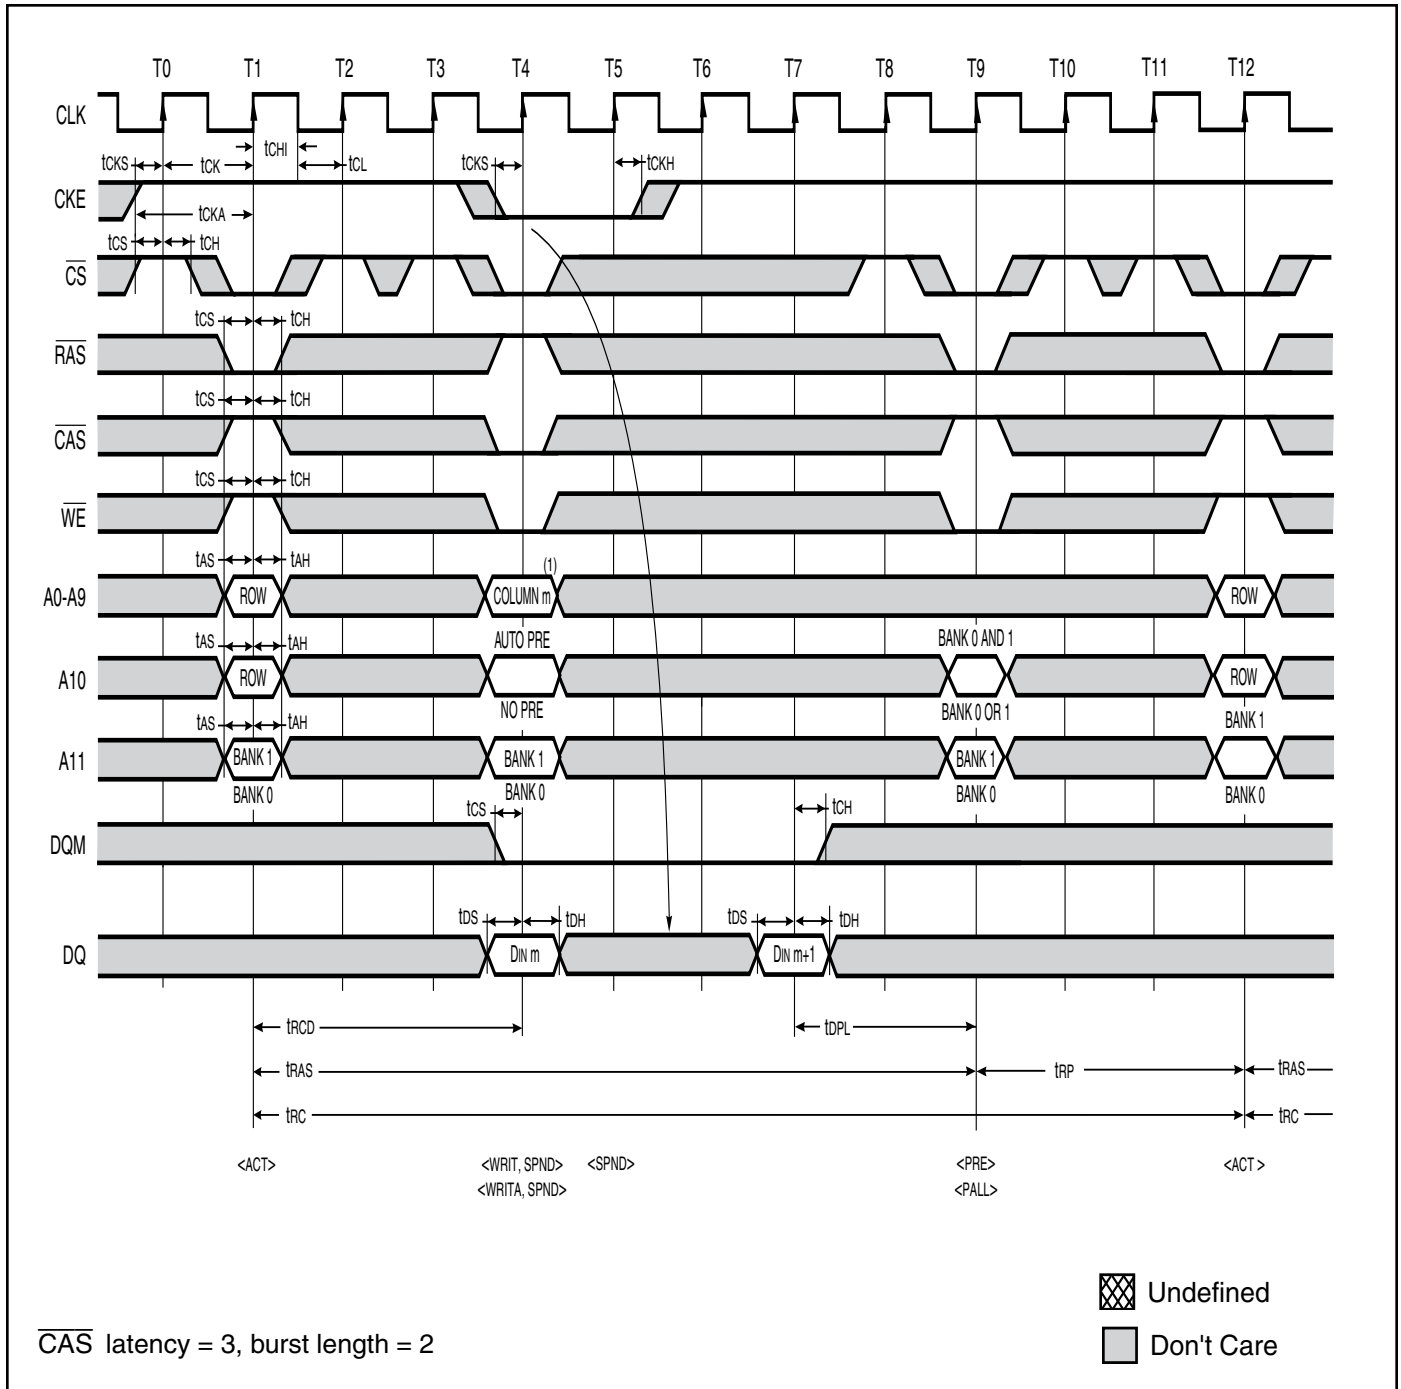 T0 T1 T2 T3 T4 T5 T6 T7 T8 T9 T10 T11 T12
CLK
tCHI
tCKS tCK tCL tCKS tCKH
CKE
tCKA
tCS tCH
CS
tCS tCH
RAS
tCS tCH
CAS
tCS tCH
WE
tAS tAH (1)
A0-A9 ROW COLUMN m ROW
tAS tAH AUTO PRE BANK 0 AND 1
A10 ROW ROW
NO PRE BANK 0 OR 1 BANK 1
tAS tAH
A11 BANK 1 BANK 1 BANK 1
BANK 0 BANK 0 BANK 0 BANK 0
tCS tCH
DQM
tDS tDH tDS tDH
DQ DIN m DIN m+1
tRCD tDPL
tRAS tRP tRAS
tRC tRC
<ACT> <WRIT, SPND> <SPND> <PRE> <ACT >
<WRITA, SPND> <PALL>
Undefined
CAS latency = 3, burst length = 2 Don't Care